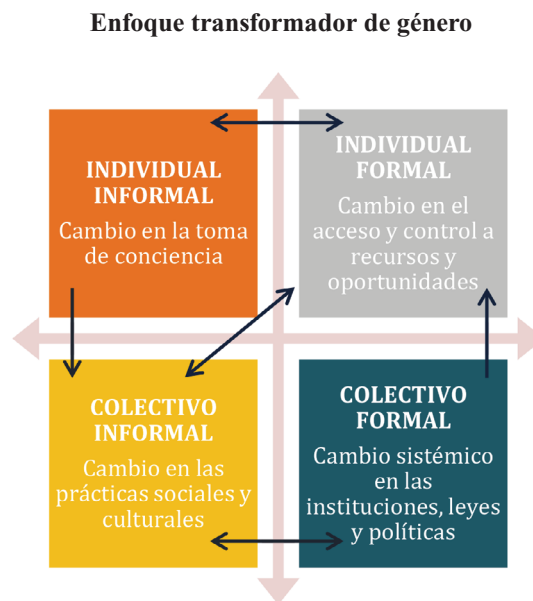 Enfoque transformador de género
INDIVIDUAL
INFORMAL
Cambio en la toma
de conciencia
INDIVIDUAL
FORMAL
Cambio en el
acceso y control a
recursos y
oportunidades
COLECTIVO
INFORMAL
Cambio en las
prácticas sociales y
culturales
COLECTIVO
FORMAL
Cambio sistémico
en las
instituciones, leyes
y políticas